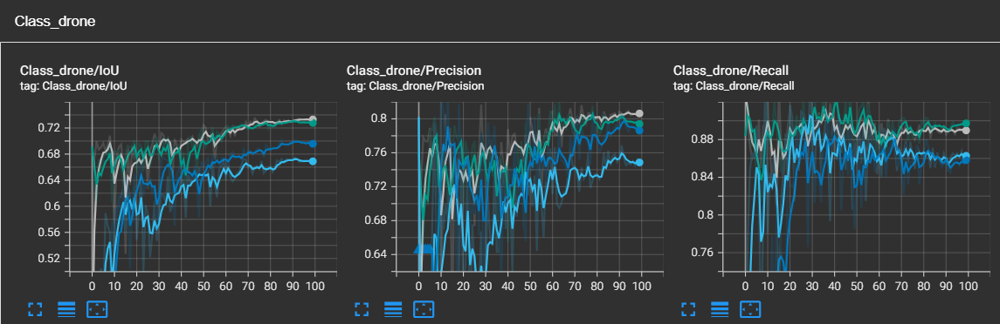 Class_drone
Class_drone/IoU
tag: Class_drone/IoU
0.72
0.68
0.64
0.6
0.56
0.52
0 10 20 30 40 50 60 70 80 90 100
Class_drone/Precision
tag: Class_drone/Precision
0.8
0.76
0.72
0.68
0.64
0 10 20 30 40 50 60 70 80 90 100
Class_drone/Recall
tag: Class_drone/Recall
0.88
0.84
0.8
0.76
0 10 20 30 40 50 60 70 80 90 100